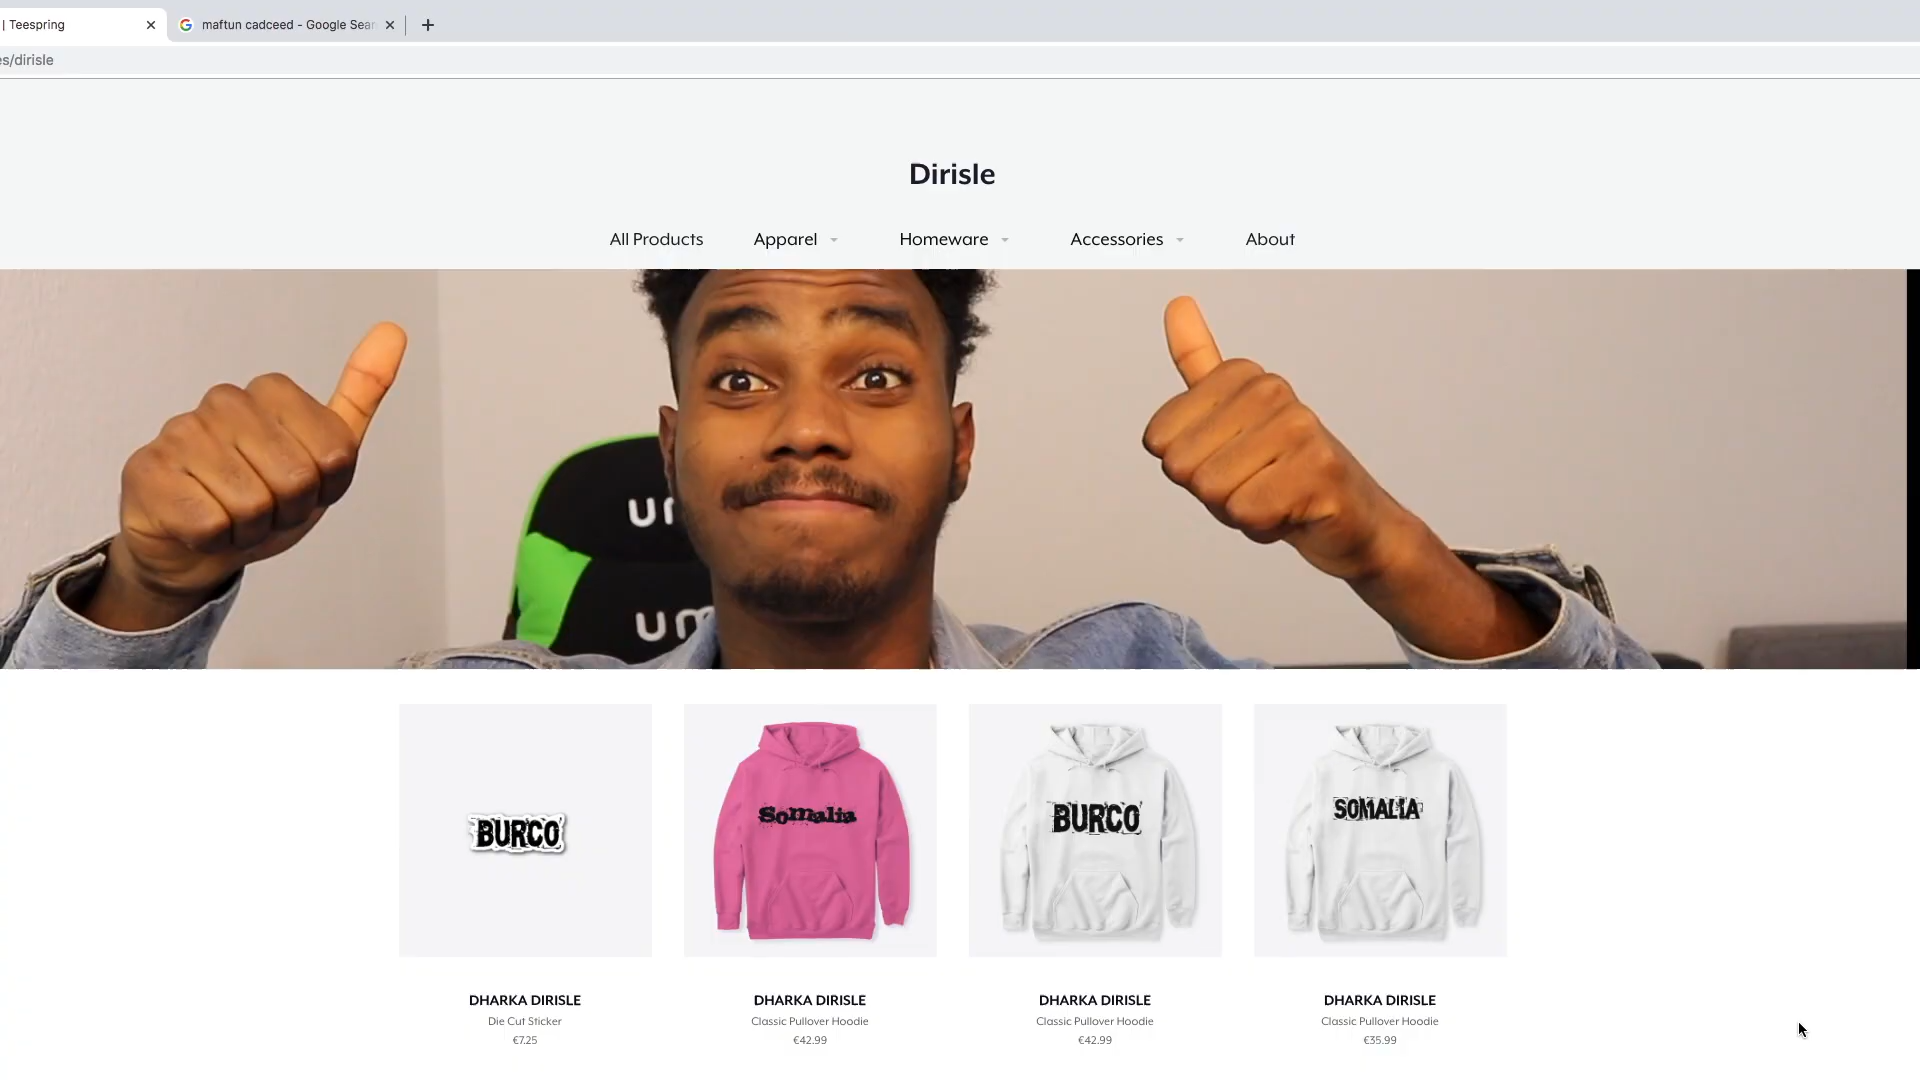 | Teespring
maftun cadceed - Google Sear
es/dirisle
Dirisle
All Products Apparel Homeware Accessories About
um
BURCO
Somalia
BURCO
SOMALIA
DHARKA DIRISLE
Die Cut Sticker
€7.25
DHARKA DIRISLE
Classic Pullover Hoodie
€42.99
DHARKA DIRISLE
Classic Pullover Hoodie
€42.99
DHARKA DIRISLE
Classic Pullover Hoodie
€35.99